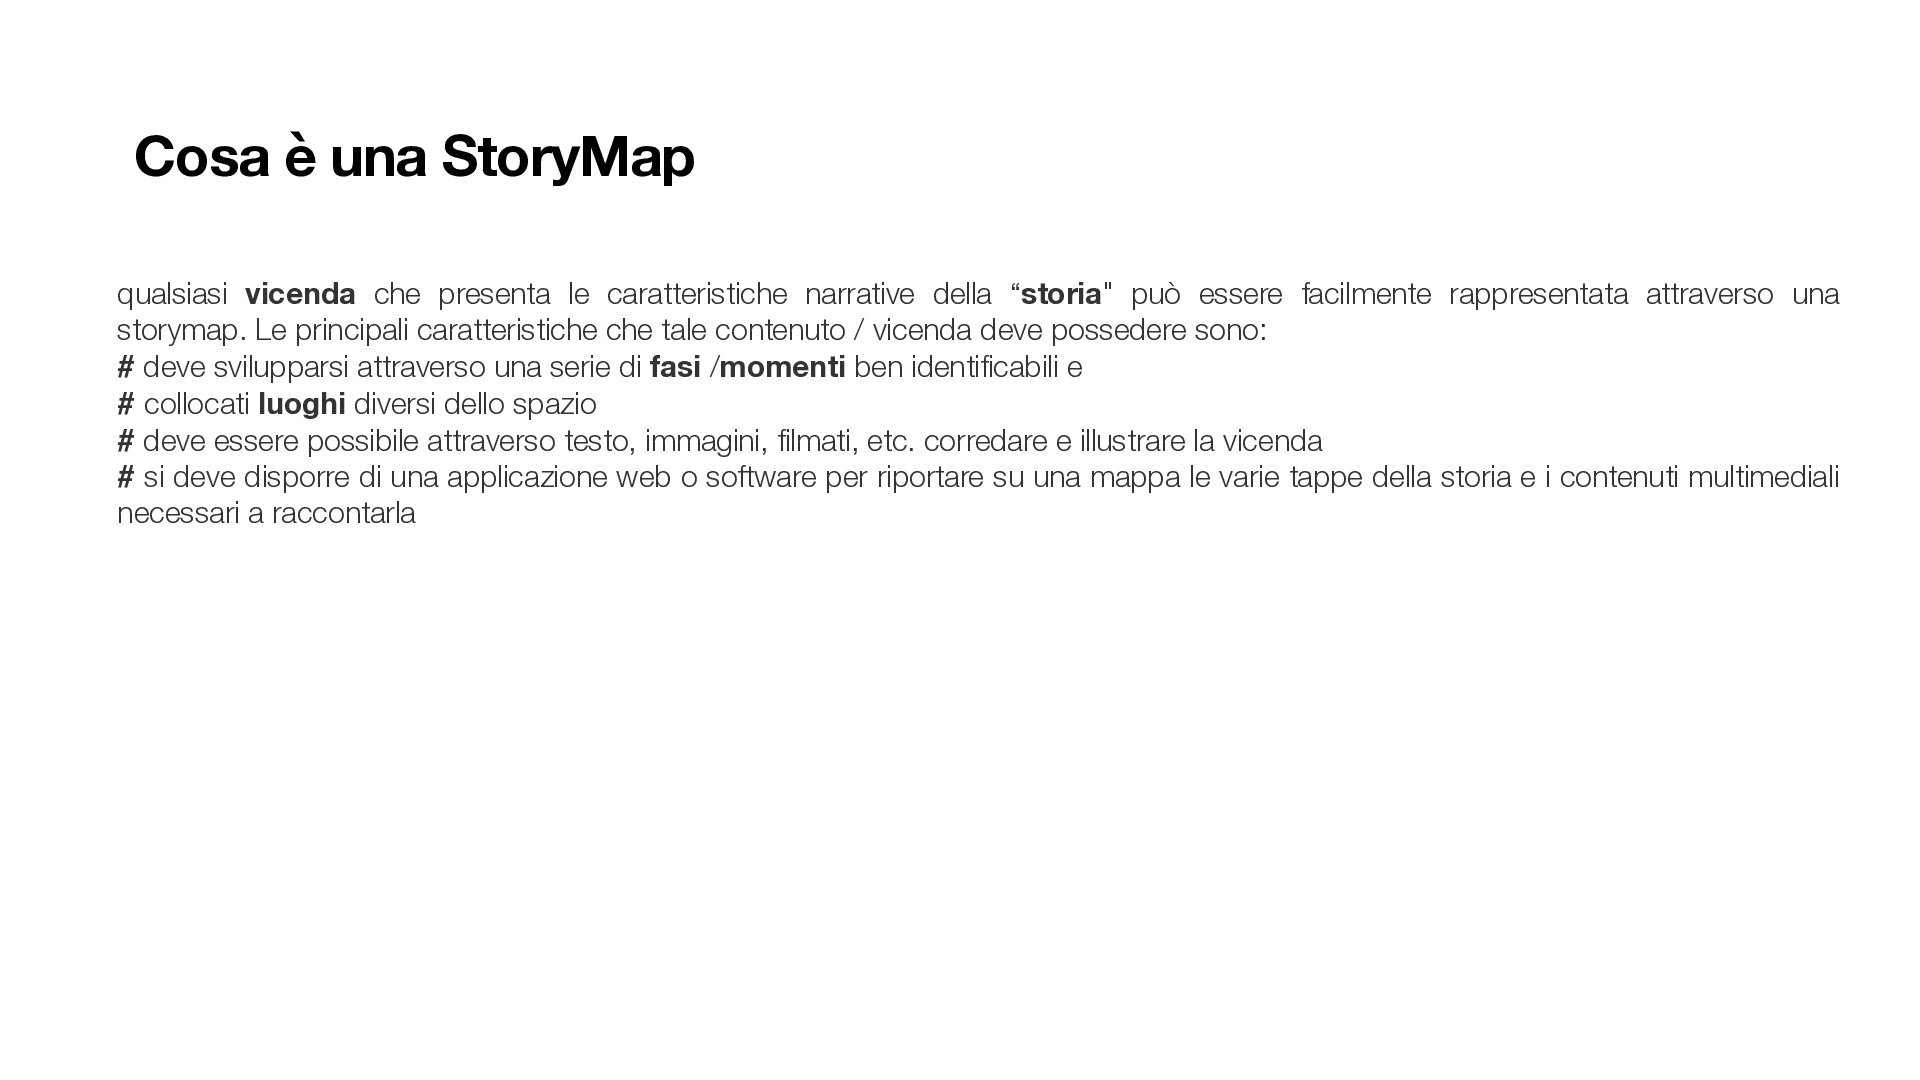 Cosa è una StoryMap
qualsiasi vicenda che presenta le caratteristiche narrative della “storia" può essere facilmente rappresentata attraverso una
storymap. Le principali caratteristiche che tale contenuto / vicenda deve possedere sono:
# deve svilupparsi attraverso una serie di fasi /momenti ben identificabili e
# collocati luoghi diversi dello spazio
# deve essere possibile attraverso testo, immagini, filmati, etc. corredare e illustrare la vicenda
# si deve disporre di una applicazione web o software per riportare su una mappa le varie tappe della storia e i contenuti multimediali
necessari a raccontarla